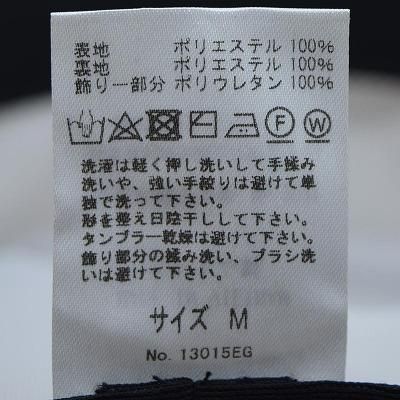 表地 ポリエステル 100%
裏地 ポリエステル 100%
飾り一部分 ポリウレタン 100%
F W
洗濯は軽く押し洗いして手揉み
洗いや、強い手絞りは避けて単
独で洗って下さい。
形を整え日陰干しして下さい。
タンブラー乾燥は避けて下さい。
飾り部分の揉み洗い、ブラシ洗
いは避けて下さい。
サイズ M
No. 13015EG